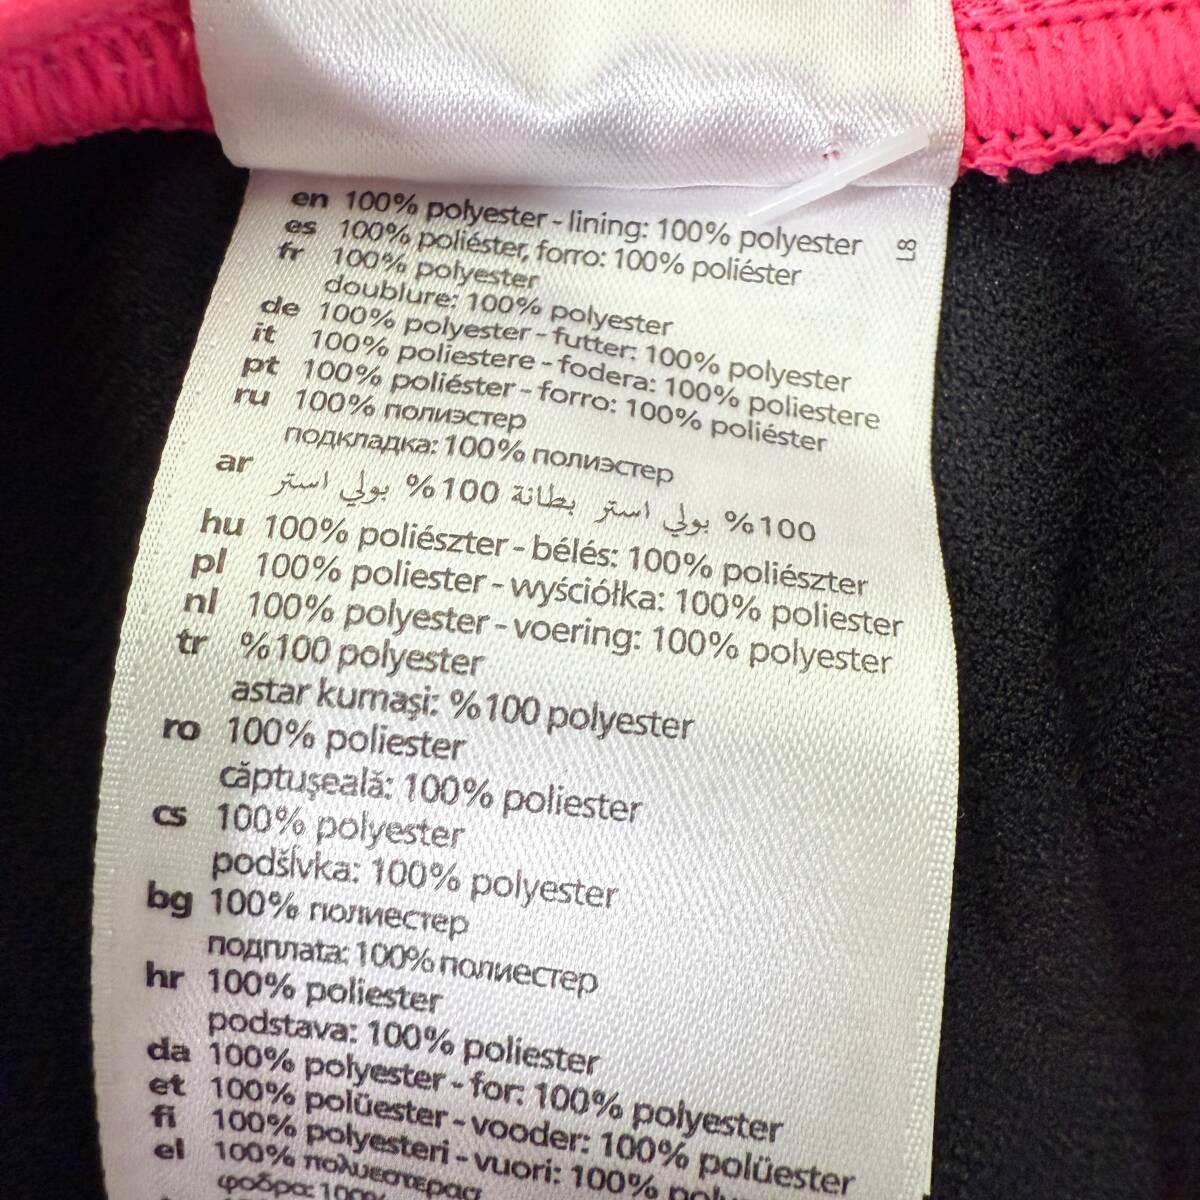 en 100% polyester - lining: 100% polyester
es 100% poliéster, forro: 100% poliéster
fr 100% polyester
doublure: 100% polyester
de 100% polyester - futter: 100% polyester
it 100% poliestere - fodera: 100% poliestere
pt 100% poliéster - forro: 100% poliéster
ru 100% полиэстер
подкладка: 100% полиэстер
ar 100% بولي استر بطانة 100% بولي استر
hu 100% poliészter - bélés: 100% poliészter
pl 100% poliester - wyściółka: 100% poliester
nl 100% polyester - voering: 100% polyester
tr %100 polyester
astar kumaşi: %100 polyester
ro 100% poliester
căptuşeală: 100% poliester
cs 100% polyester
podšívka: 100% polyester
bg 100% полиестер
подплата: 100% полиестер
hr 100% poliester
podstava: 100% poliester
da 100% polyester - for: 100% polyester
et 100% polüester - vooder: 100% polüester
fi 100% polyesteri - vuori: 100%
el 100% πολυεστερας
φοδρα: 100%